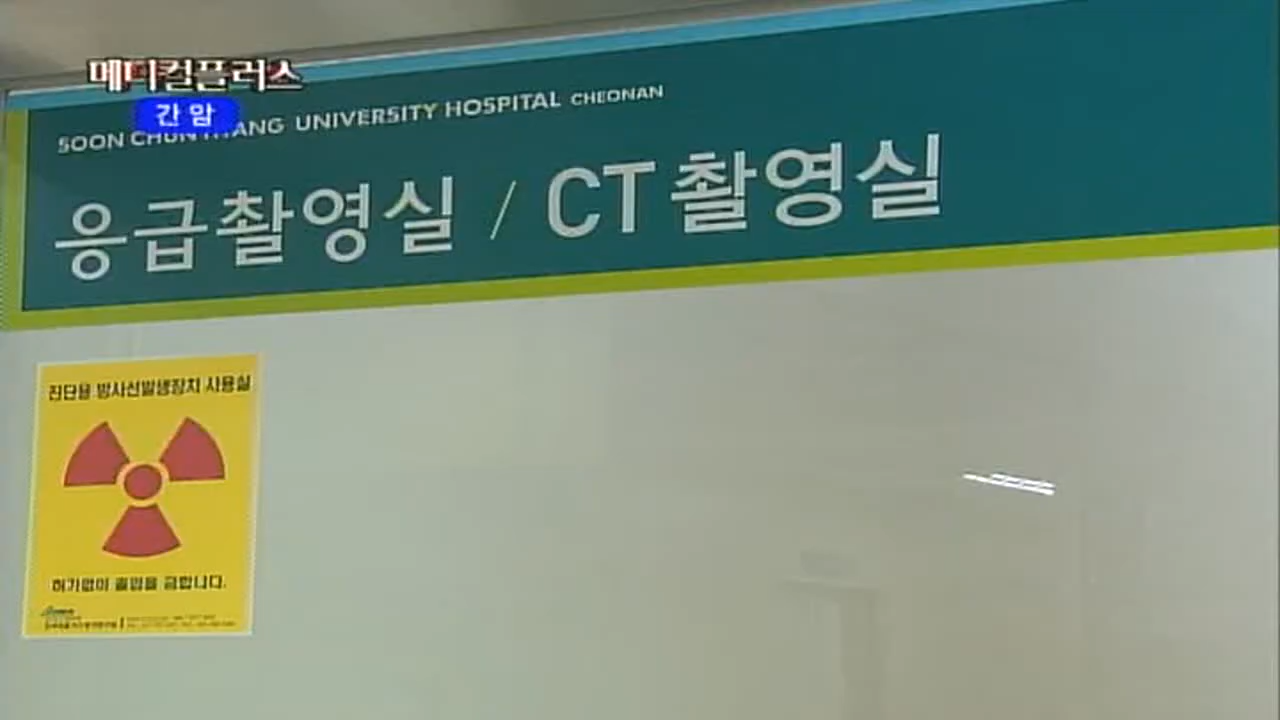 메디컬플러스
간 암
SOON CHUNHYANG UNIVERSITY HOSPITAL CHEONAN
응급촬영실 / CT촬영실
진단용 방사선발생장치 사용실
허가없이 출입을 금합니다.